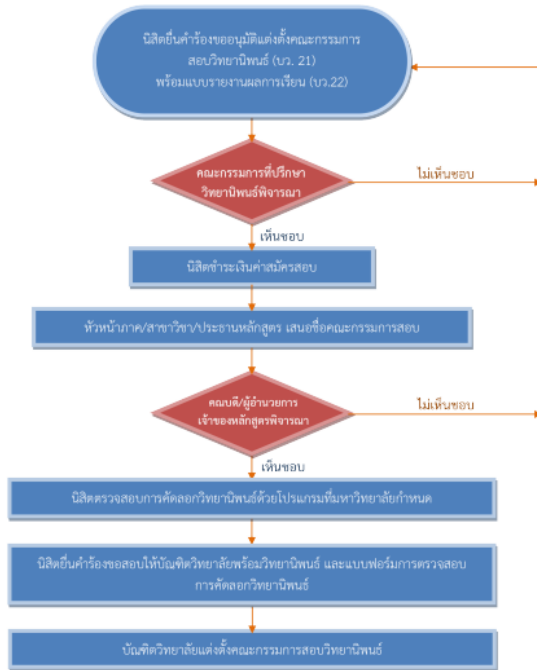 นิสิตยื่นคำร้องขออนุมัติแต่งตั้งคณะกรรมการ
สอบวิทยานิพนธ์ (บว. 21)
พร้อมแบบรายงานผลการเรียน (บว.22)
คณะกรรมการที่ปรึกษา
วิทยานิพนธ์พิจารณา
ไม่เห็นชอบ
เห็นชอบ
นิสิตชำระเงินค่าสมัครสอบ
หัวหน้าภาค/สาขาวิชา/ประธานหลักสูตร เสนอชื่อคณะกรรมการสอบ
คณบดี/ผู้อำนวยการ
เจ้าของหลักสูตรพิจารณา
ไม่เห็นชอบ
เห็นชอบ
นิสิตตรวจสอบการคัดลอกวิทยานิพนธ์ด้วยโปรแกรมที่มหาวิทยาลัยกำหนด
นิสิตยื่นคำร้องขอสอบให้บัณฑิตวิทยาลัยพร้อมวิทยานิพนธ์ และแบบฟอร์มการตรวจสอบ
การคัดลอกวิทยานิพนธ์
บัณฑิตวิทยาลัยแต่งตั้งคณะกรรมการสอบวิทยานิพนธ์